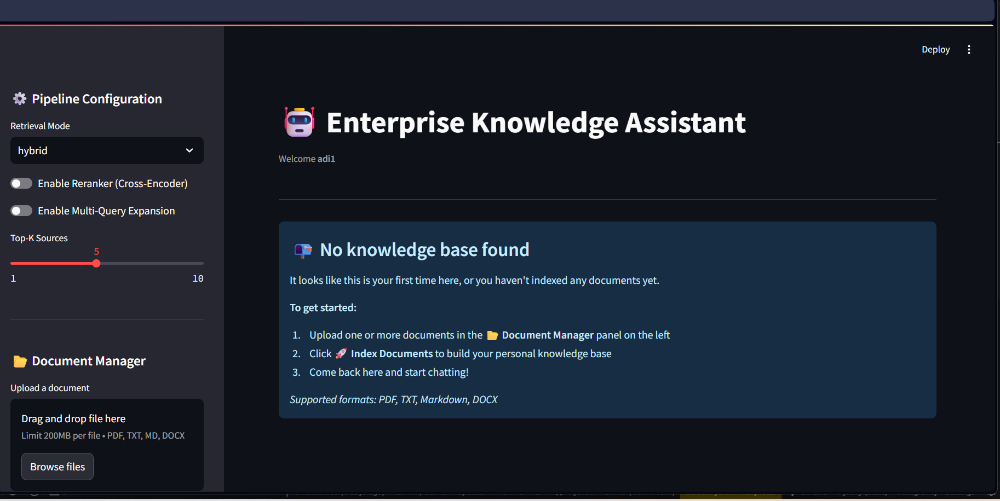 Deploy
Pipeline Configuration
Retrieval Mode
hybrid
Enable Reranker (Cross-Encoder)
Enable Multi-Query Expansion
Top-K Sources
5
1
10
Document Manager
Upload a document
Drag and drop file here
Limit 200MB per file • PDF, TXT, MD, DOCX
Browse files
Enterprise Knowledge Assistant
Welcome adi1
No knowledge base found
It looks like this is your first time here, or you haven't indexed any documents yet.
To get started:
1. Upload one or more documents in the Document Manager panel on the left
2. Click Index Documents to build your personal knowledge base
3. Come back here and start chatting!
Supported formats: PDF, TXT, Markdown, DOCX